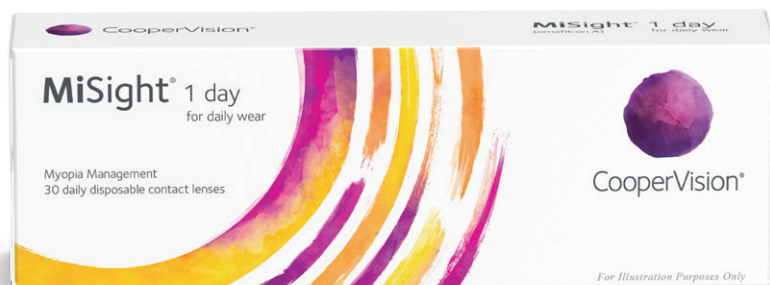 CooperVision®
MiSight® 1 day
(omafilcon A) for daily wear
MiSight® 1 day
for daily wear
Myopia Management
30 daily disposable contact lenses
CooperVision®
For Illustration Purposes Only